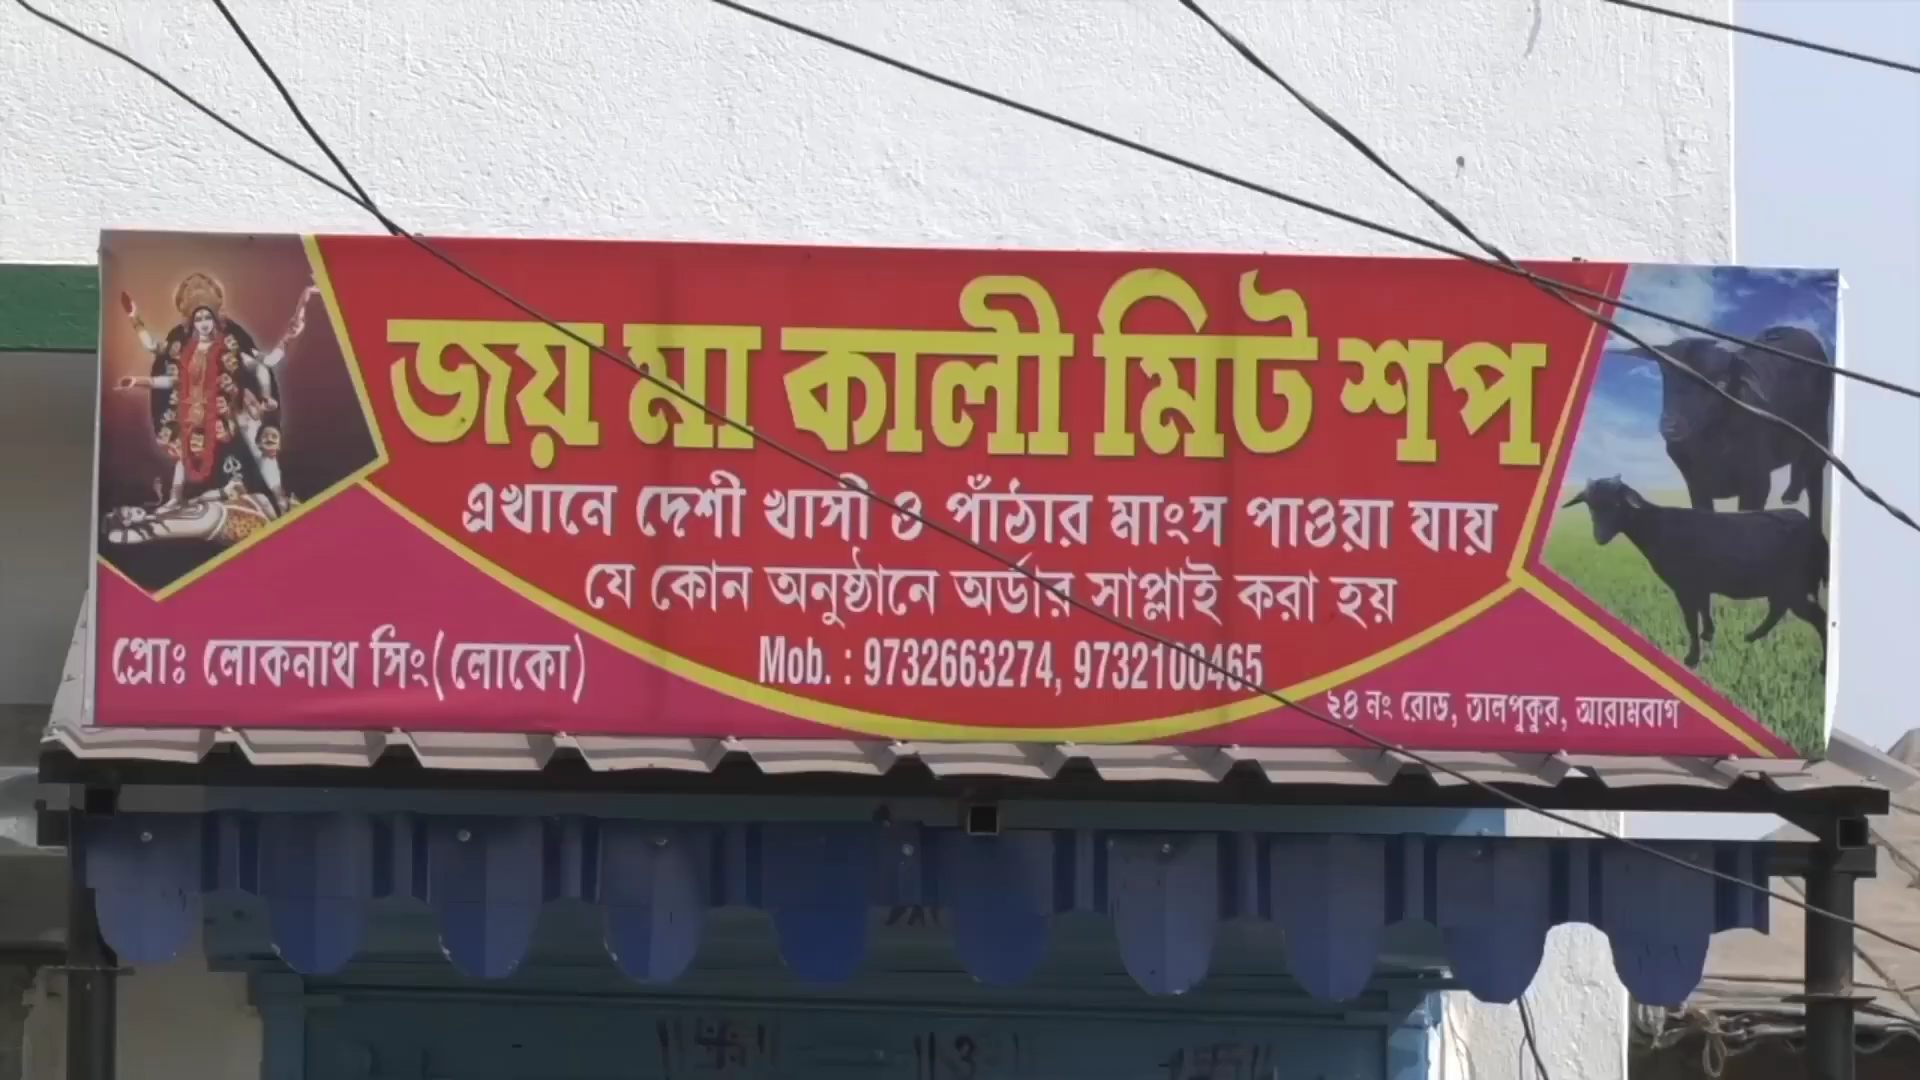 জয় মা কালী মিট শপ
এখানে দেশী খাসী ও পাঁঠার মাংস পাওয়া যায়
যে কোন অনুষ্ঠানে অর্ডার সাপ্লাই করা হয়
Mob. : 9732663274, 9732100465
প্রোঃ লোকনাথ সিং(লোকো)
২৪ নং রোড, তালপুকুর, আরামবাগ